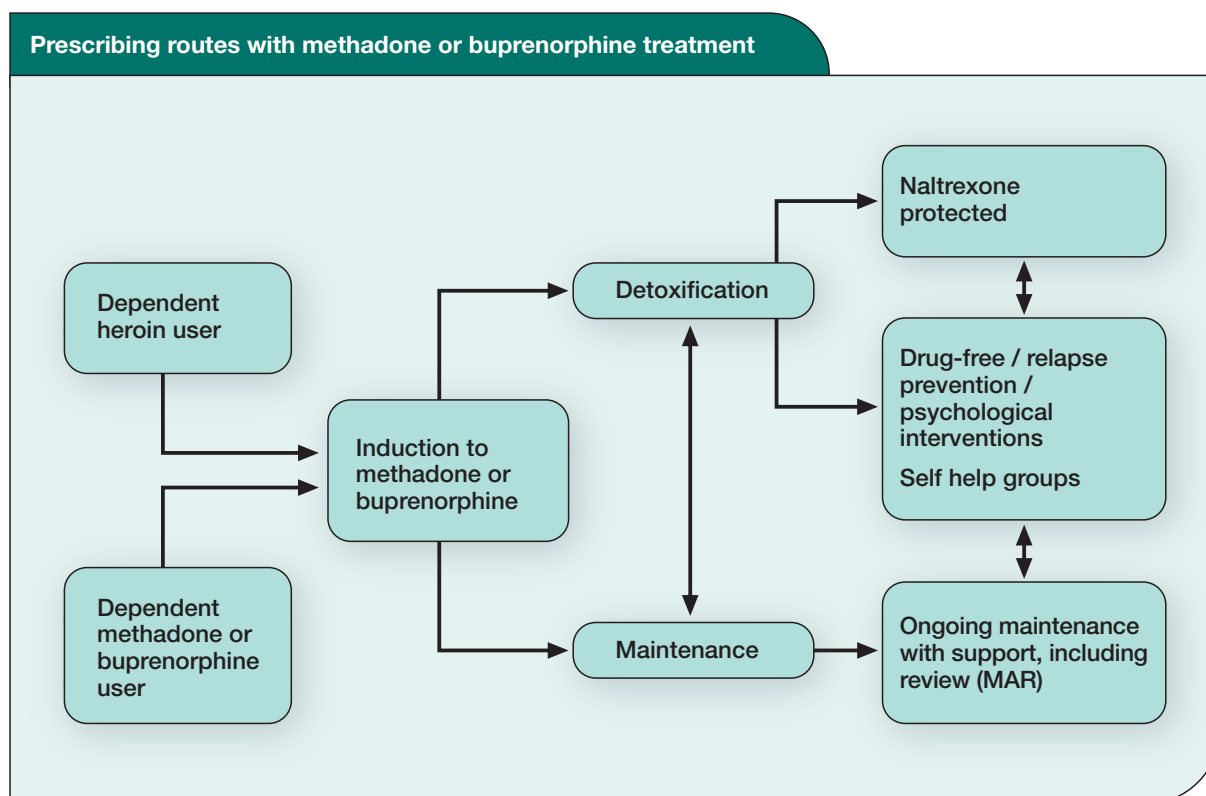 Prescribing routes with methadone or buprenorphine treatment
Dependent
heroin user
Dependent
methadone or
buprenorphine
user
Induction to
methadone or
buprenorphine
Detoxification
Maintenance
Naltrexone
protected
Drug-free / relapse
prevention /
psychological
interventions
Self help groups
Ongoing maintenance
with support, including
review (MAR)